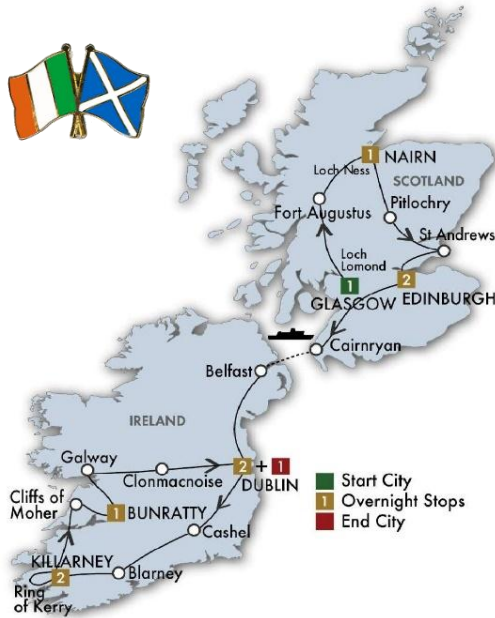 1 NAIRN
Loch Ness
SCOTLAND
Pitlochry
Fort Augustus
St Andrews
Loch
Lomond
1
GLASGOW
2
EDINBURGH
Cairnryan
Belfast
IRELAND
Galway
Clonmacnoise
2 + 1
DUBLIN
Start City
1 Overnight Stops
End City
Cliffs of
Moher
1 BUNRATTY
Cashel
KILLARNEY
2
Blarney
Ring
of Kerry